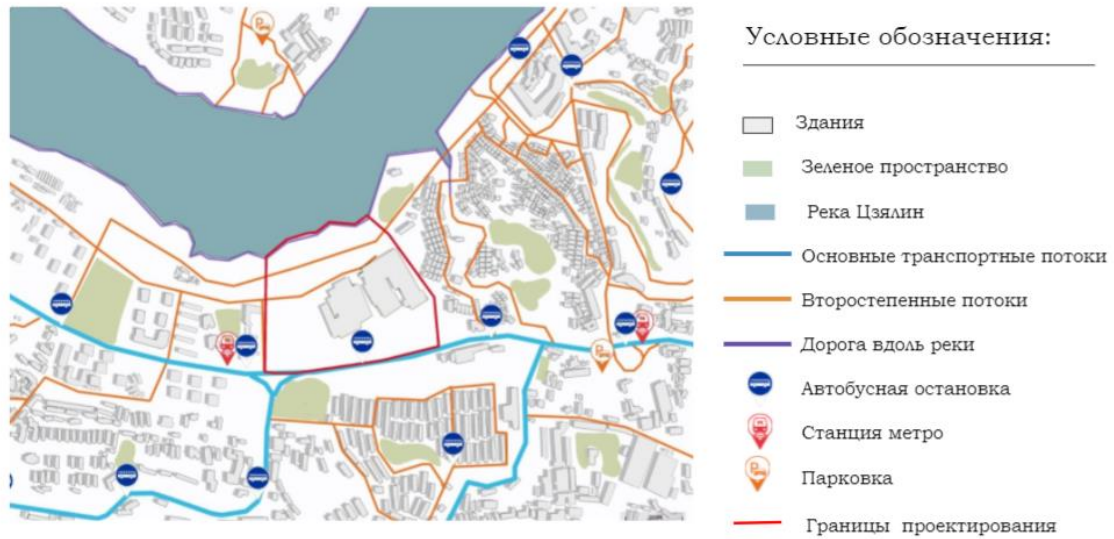 Условные обозначения:
Здания
Зеленое пространство
Река Цзялин
Основные транспортные потоки
Второстепенные потоки
Дорога вдоль реки
Автобусная остановка
Станция метро
Парковка
Границы проектирования